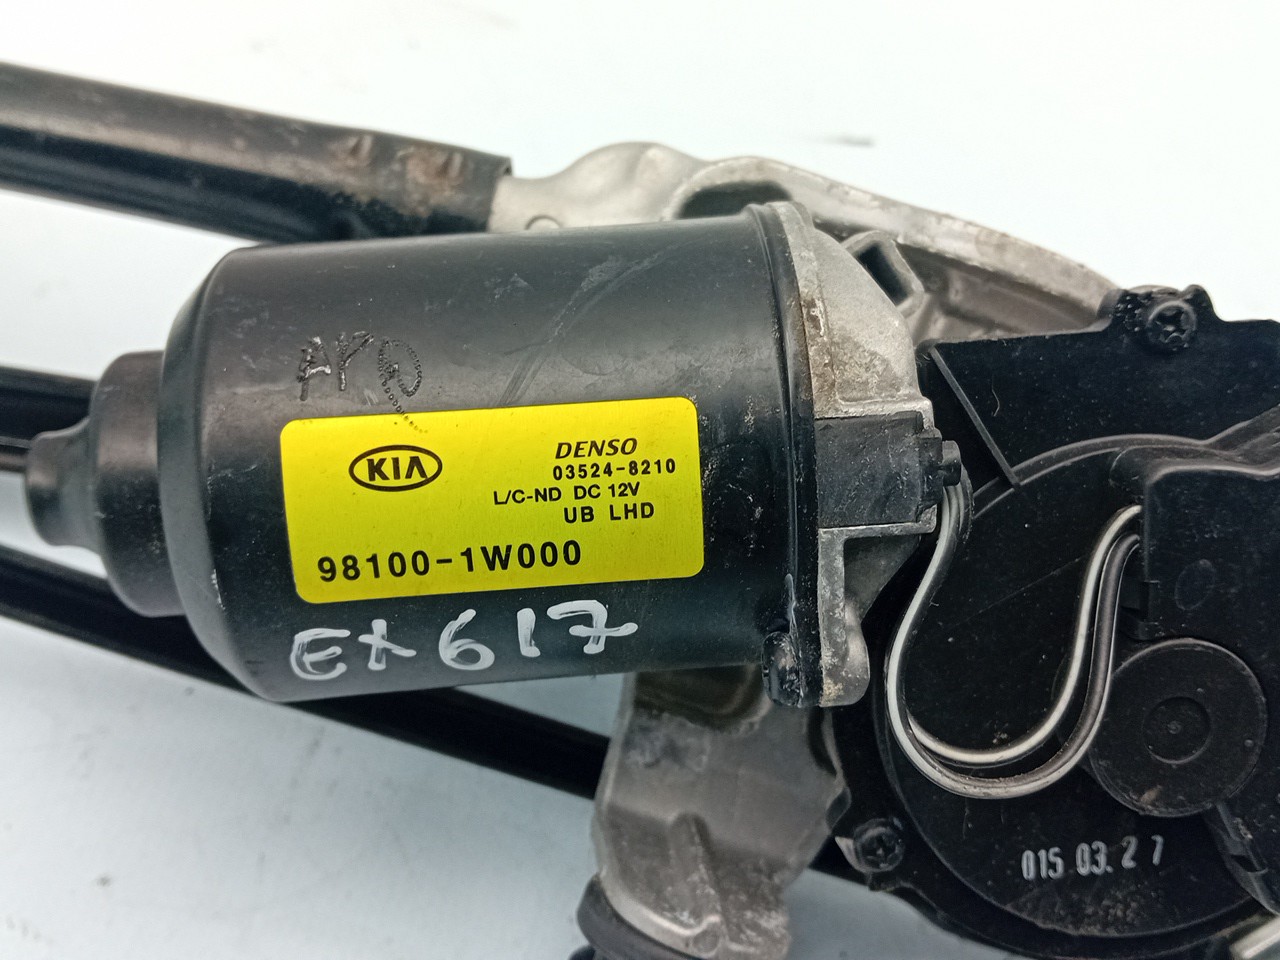 KIA
DENSO
03524-8210
L/C-ND DC 12V
UB LHD
98100-1W000
Ex617
015 03.27